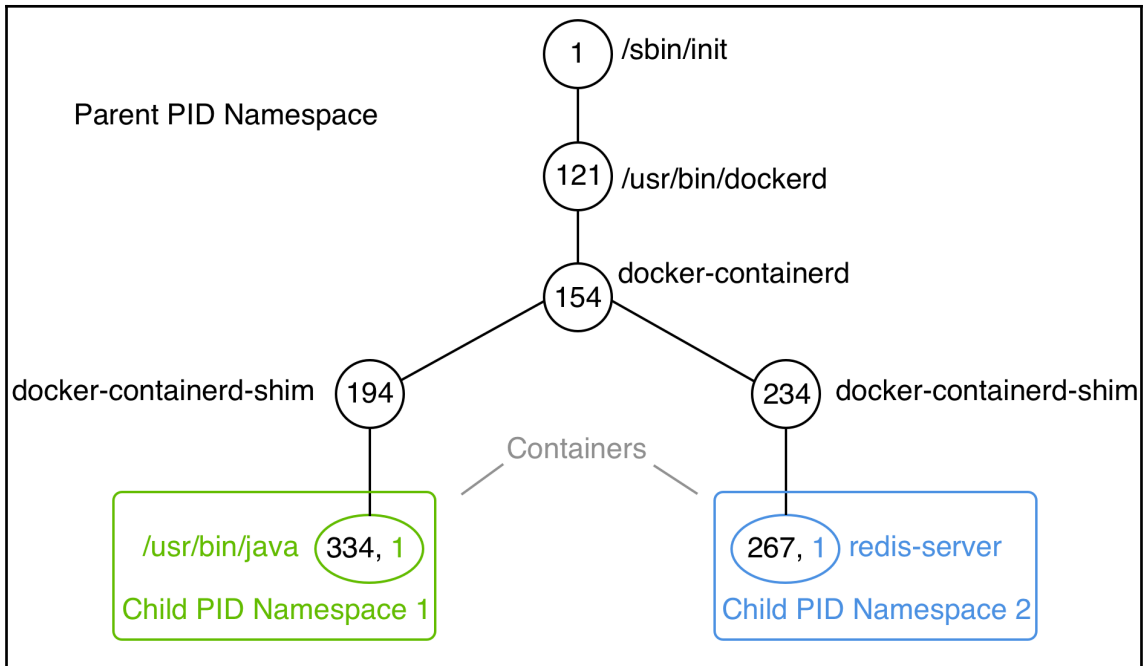 1 /sbin/init
Parent PID Namespace
121 /usr/bin/dockerd
docker-containerd
154
docker-containerd-shim 194
234 docker-containerd-shim
Containers
/usr/bin/java 334, 1
Child PID Namespace 1
267, 1 redis-server
Child PID Namespace 2